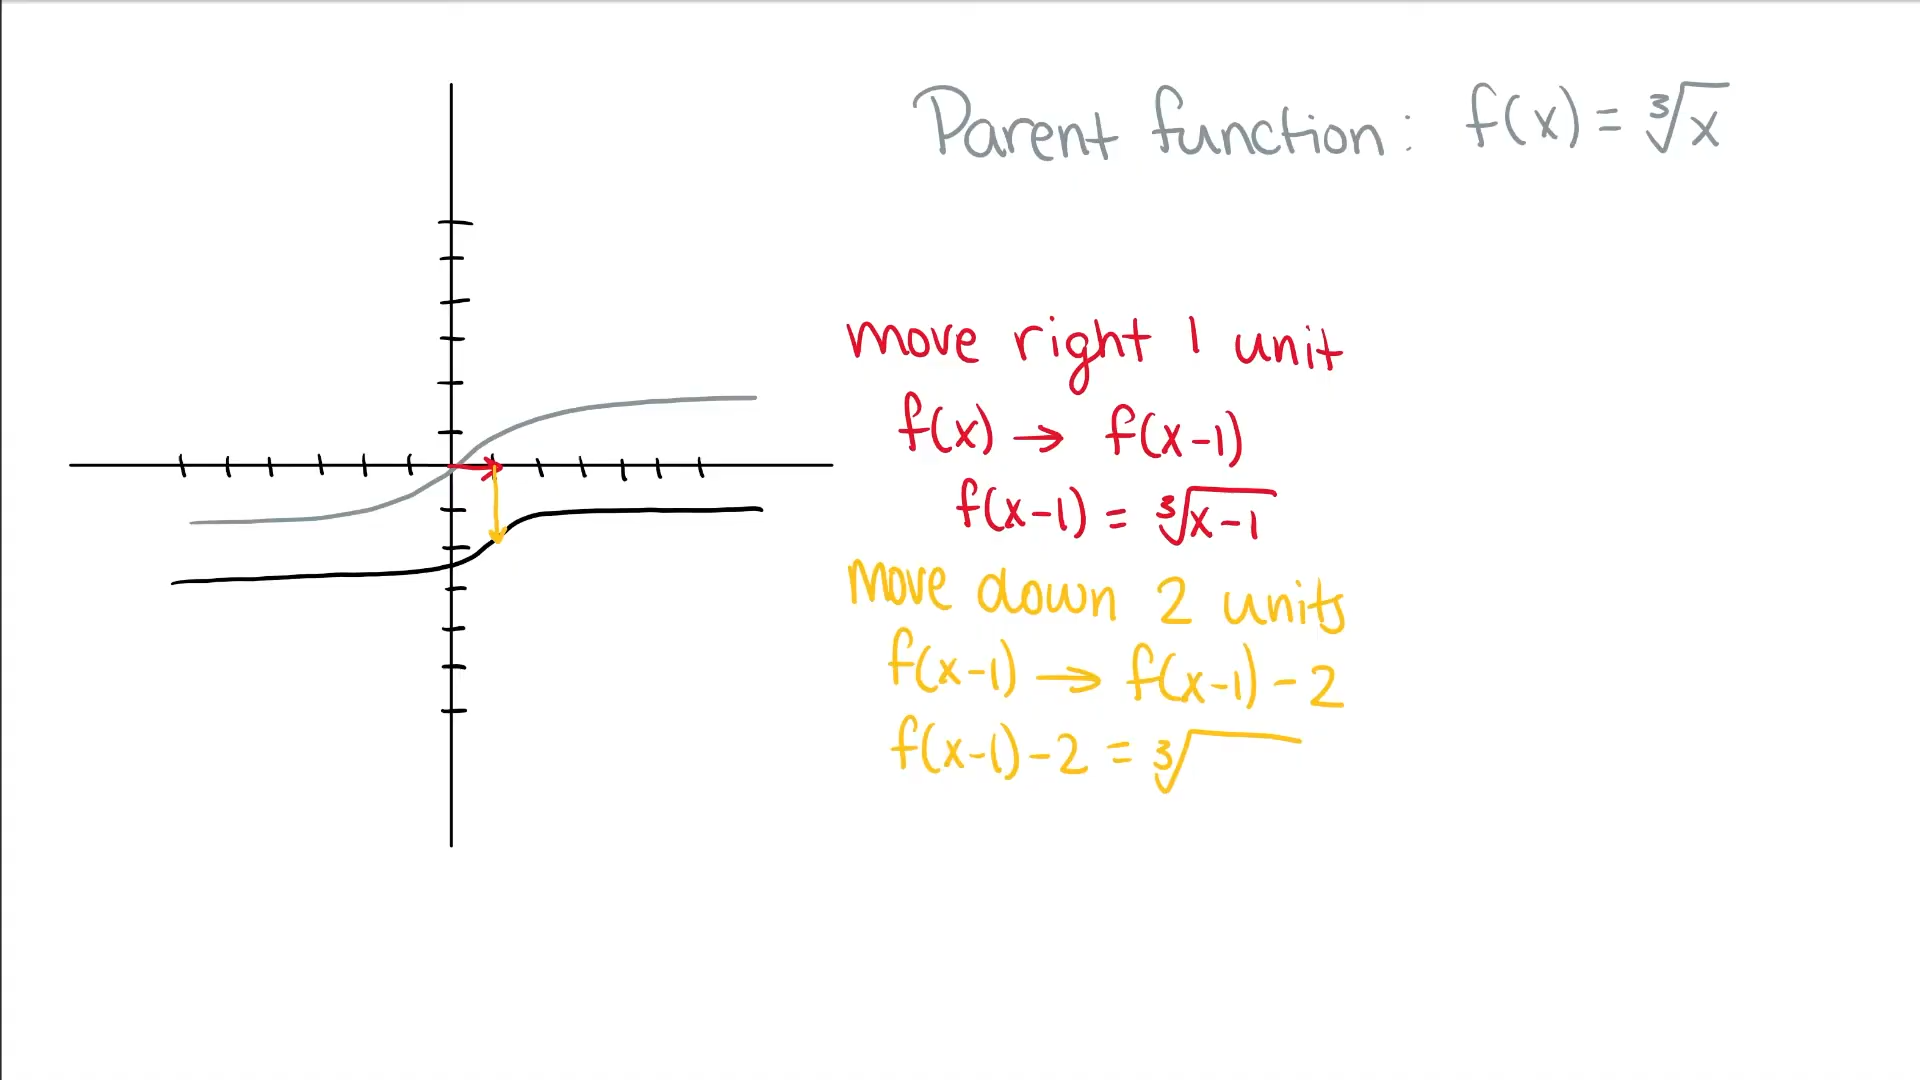 Parent function: f(x) = ∛x
move right 1 unit
f(x) → f(x-1)
f(x-1) = ∛x-1
move down 2 units
f(x-1) → f(x-1) - 2
f(x-1) - 2 = ∛